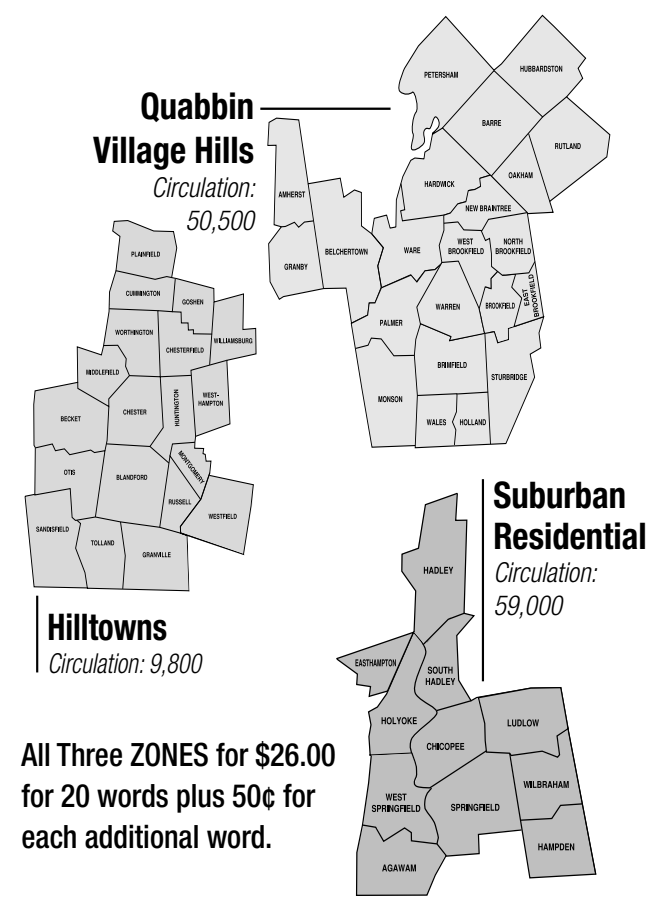 Quabbin
Village Hills
Circulation:
50,500
PETERSHAM
HUBBARDSTON
BARRE
RUTLAND
HARDWICK
OAKHAM
NEW BRAINTREE
AMHERST
BELCHERTOWN
GRANBY
WARE
WEST
BROOKFIELD
NORTH
BROOKFIELD
WARREN
BROOKFIELD
EAST
BROOKFIELD
PALMER
BRIMFIELD
STURBRIDGE
MONSON
WALES
HOLLAND
PLAINFIELD
CUMMINGTON
GOSHEN
WORTHINGTON
CHESTERFIELD
WILLIAMSBURG
MIDDLEFIELD
BECKET
CHESTER
HUNTINGTON
WEST-
HAMPTON
OTIS
BLANDFORD
MONTGOMERY
RUSSELL
WESTFIELD
SANDISFIELD
TOLLAND
GRANVILLE
Hilltowns
Circulation: 9,800
Suburban
Residential
Circulation:
59,000
HADLEY
EASTHAMPTON
SOUTH
HADLEY
HOLYOKE
CHICOPEE
LUDLOW
WEST
SPRINGFIELD
SPRINGFIELD
WILBRAHAM
HAMPDEN
AGAWAM
All Three ZONES for $26.00
for 20 words plus 50¢ for
each additional word.